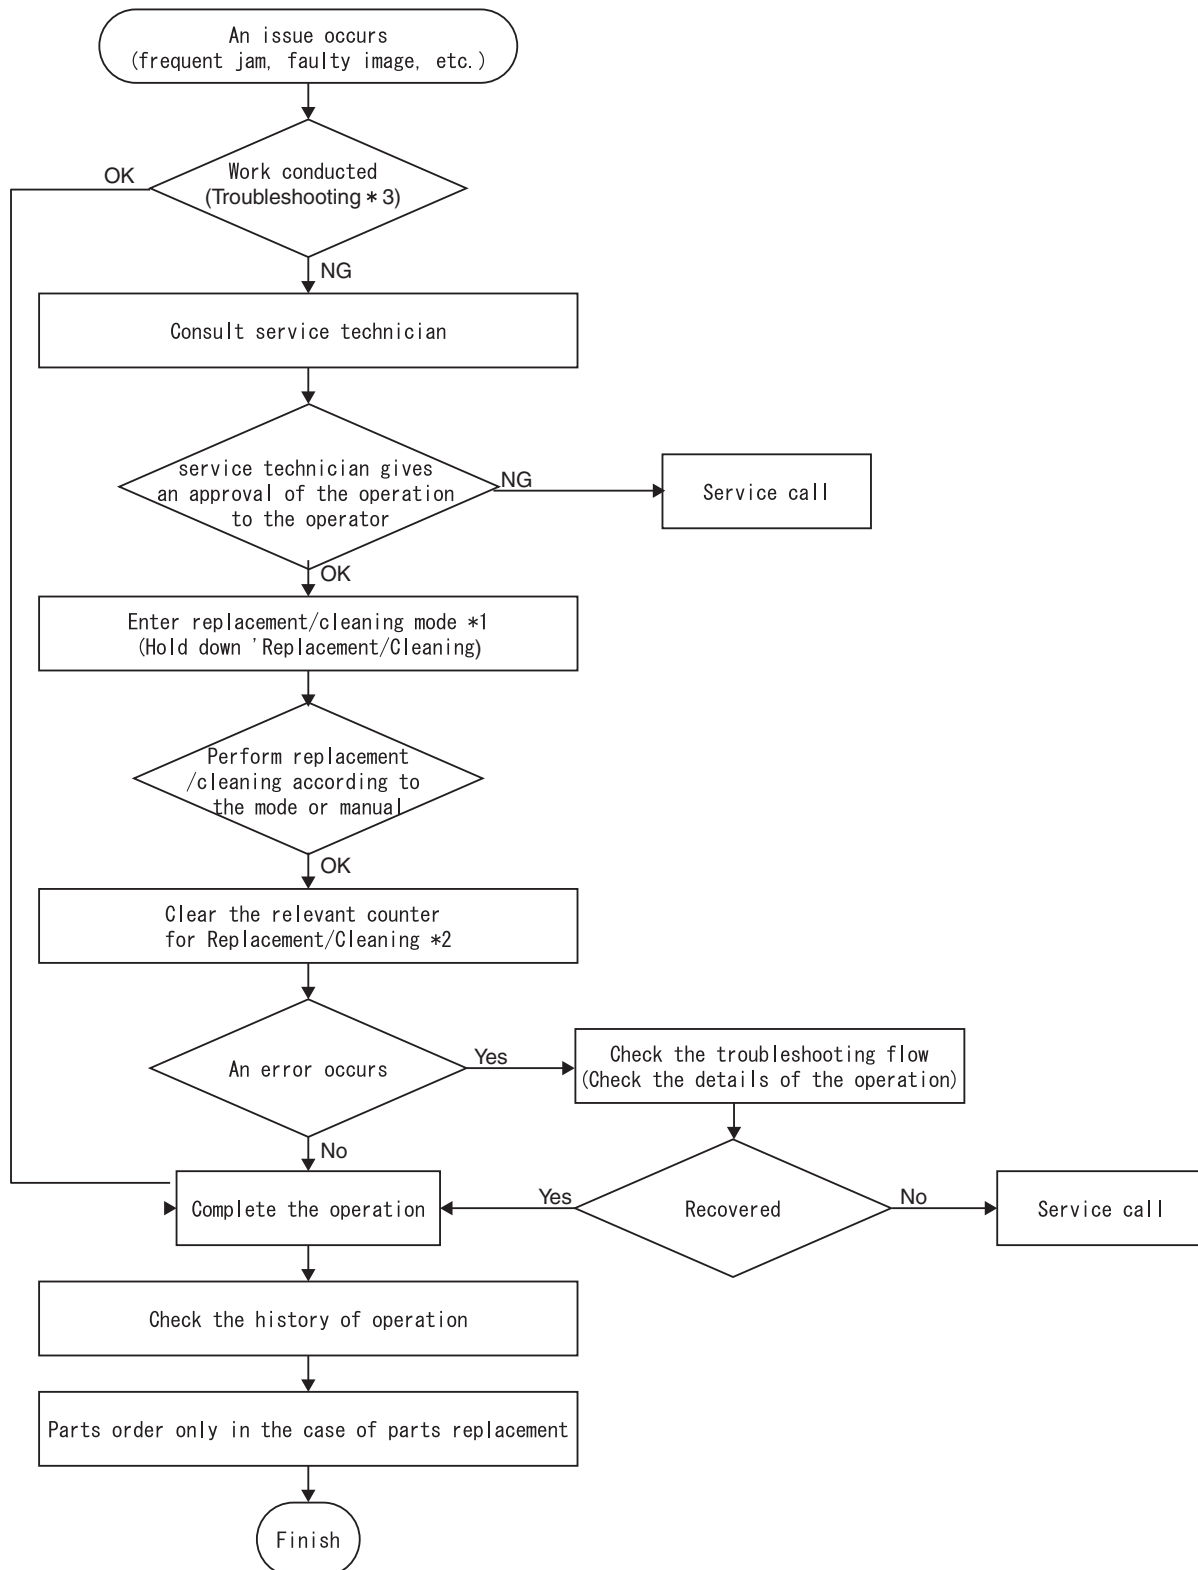 An issue occurs
(frequent jam, faulty image, etc.)
OK
Work conducted
(Troubleshooting * 3)
NG
Consult service technician
service technician gives
an approval of the operation
to the operator
NG
Service call
OK
Enter replacement/cleaning mode *1
(Hold down 'Replacement/Cleaning)
Perform replacement
/cleaning according to
the mode or manual
OK
Clear the relevant counter
for Replacement/Cleaning *2
An error occurs
Yes
Check the troubleshooting flow
(Check the details of the operation)
No
Complete the operation
Yes
Recovered
No
Service call
Check the history of operation
Parts order only in the case of parts replacement
Finish